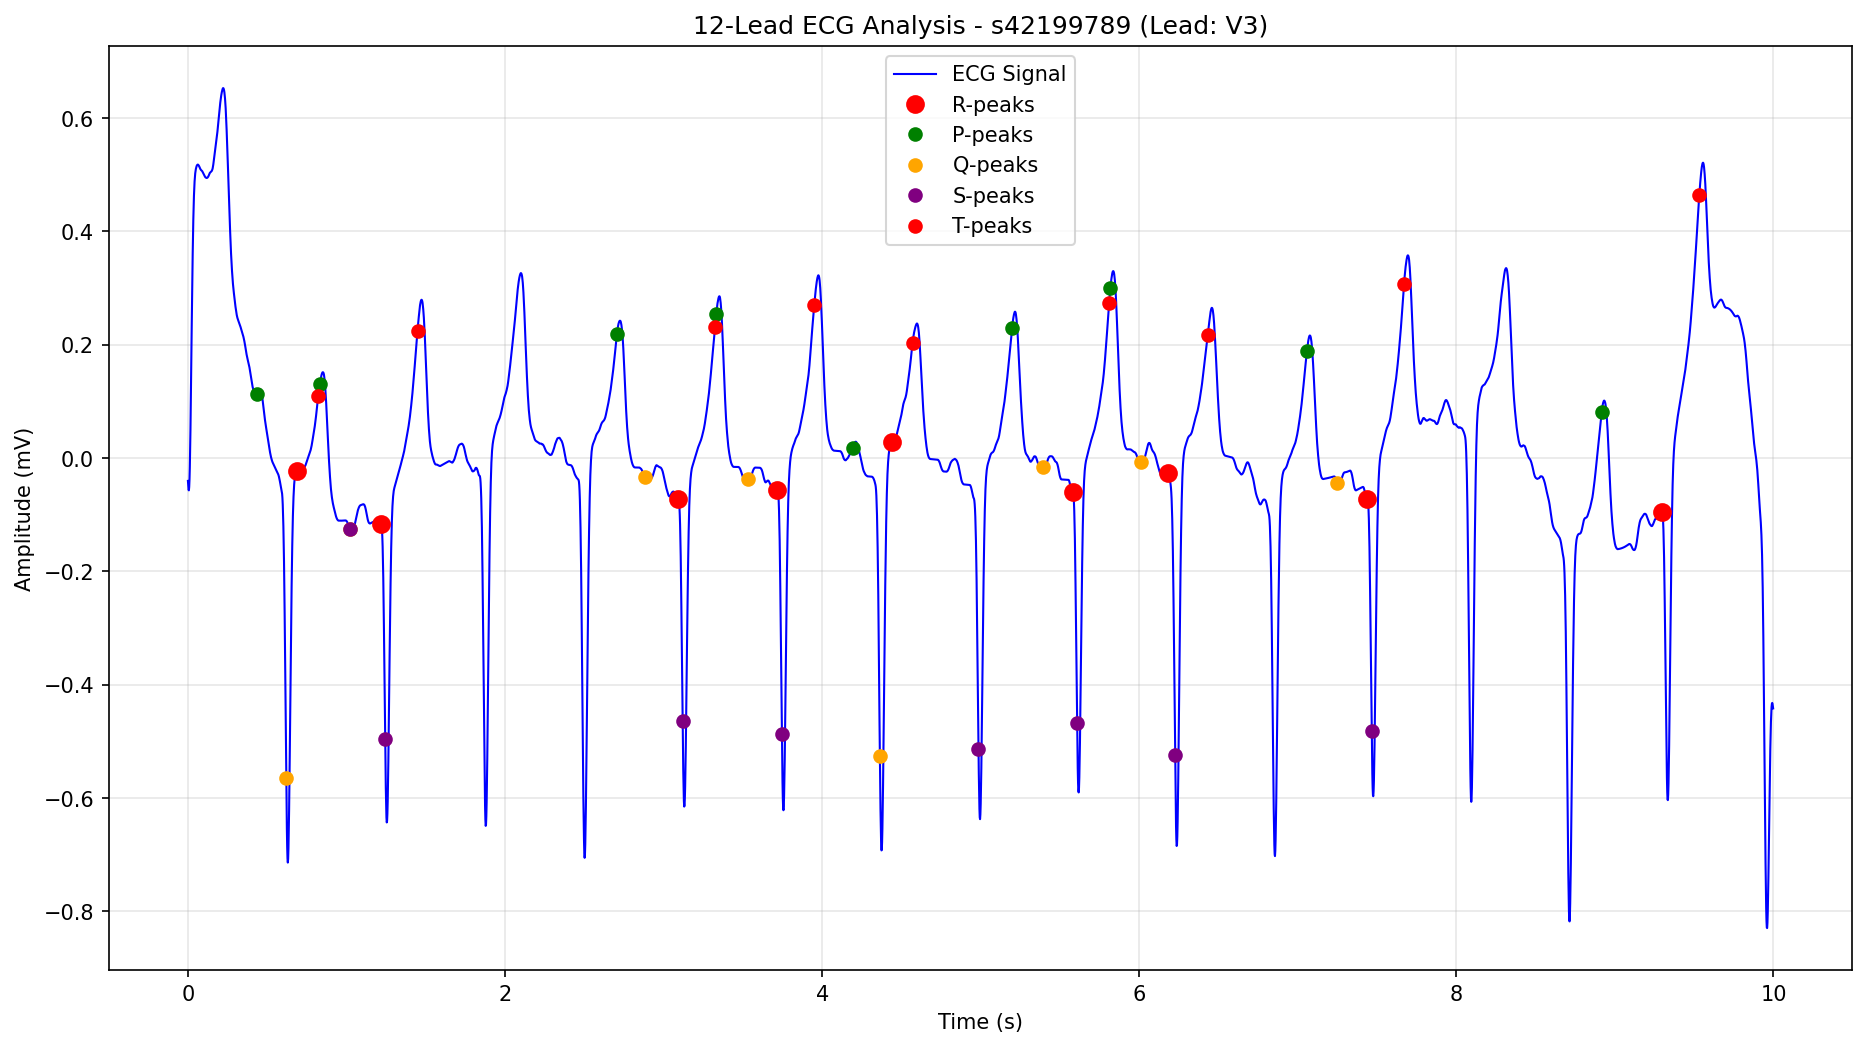 12-Lead ECG Analysis - s42199789 (Lead: V3)
ECG Signal
R-peaks
P-peaks
Q-peaks
S-peaks
T-peaks
Amplitude (mV)
0.6
0.4
0.2
0.0
−0.2
−0.4
−0.6
−0.8
0 2 4 6 8 10
Time (s)